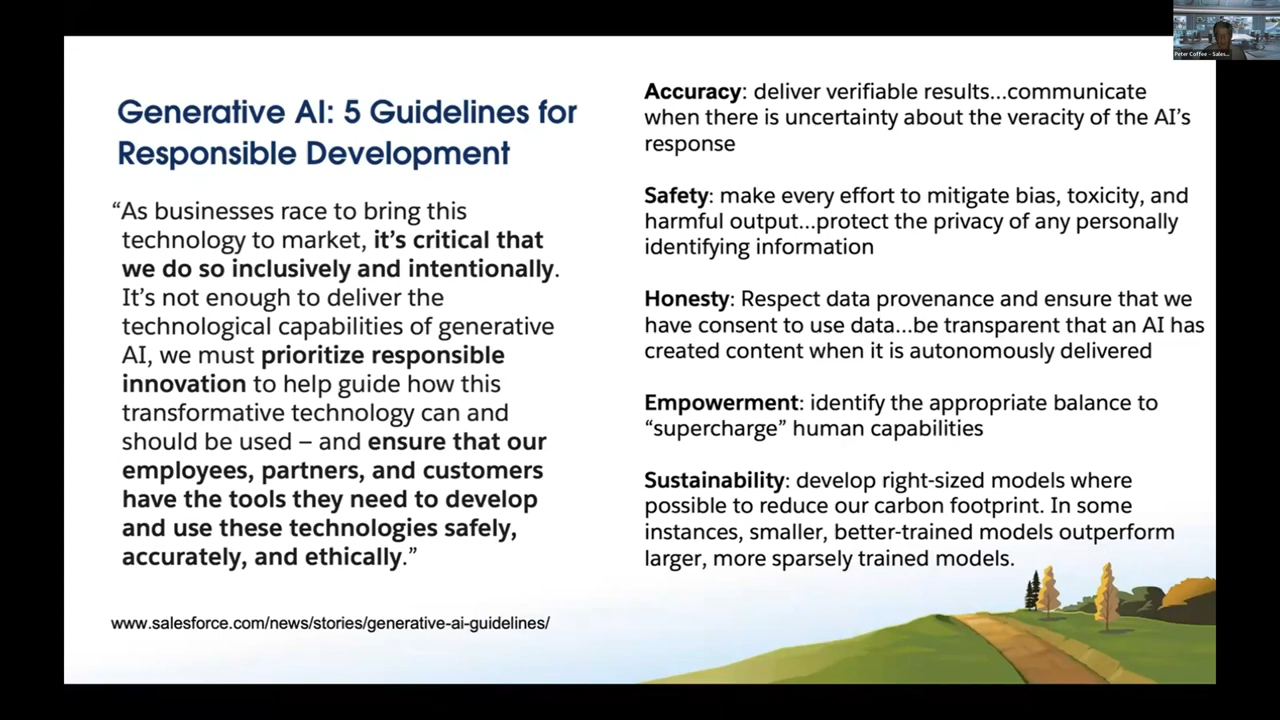 Peter Coffee - Sales...
Generative AI: 5 Guidelines for
Responsible Development
“As businesses race to bring this
technology to market, it’s critical that
we do so inclusively and intentionally.
It’s not enough to deliver the
technological capabilities of generative
AI, we must prioritize responsible
innovation to help guide how this
transformative technology can and
should be used – and ensure that our
employees, partners, and customers
have the tools they need to develop
and use these technologies safely,
accurately, and ethically.”
www.salesforce.com/news/stories/generative-ai-guidelines/
Accuracy: deliver verifiable results...communicate
when there is uncertainty about the veracity of the AI’s
response
Safety: make every effort to mitigate bias, toxicity, and
harmful output...protect the privacy of any personally
identifying information
Honesty: Respect data provenance and ensure that we
have consent to use data...be transparent that an AI has
created content when it is autonomously delivered
Empowerment: identify the appropriate balance to
“supercharge” human capabilities
Sustainability: develop right-sized models where
possible to reduce our carbon footprint. In some
instances, smaller, better-trained models outperform
larger, more sparsely trained models.